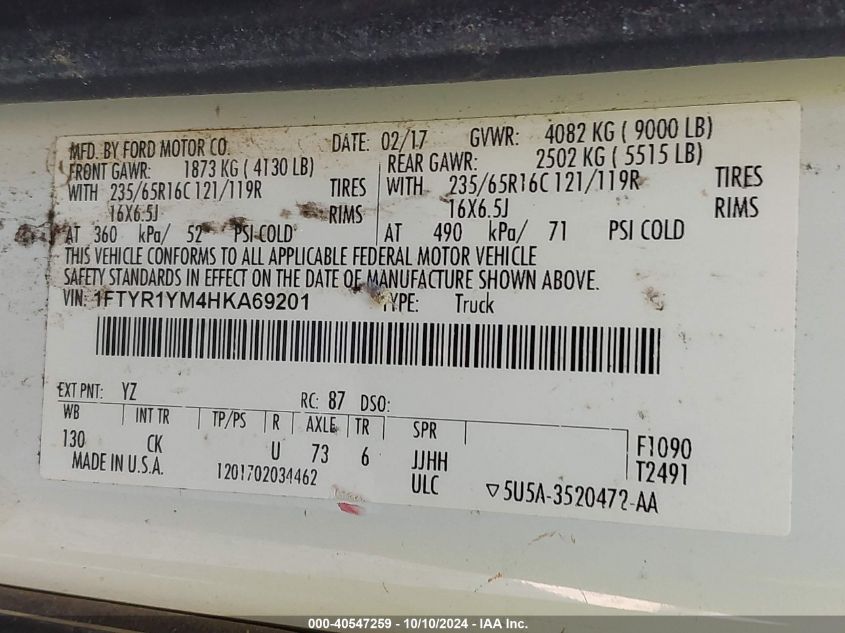 MFD. BY FORD MOTOR CO. DATE: 02/17 GVWR: 4082 KG ( 9000 LB)
FRONT GAWR: 1873 KG ( 4130 LB) REAR GAWR: 2502 KG ( 5515 LB)
WITH 235/65R16C 121/119R TIRES WITH 235/65R16C 121/119R TIRES
16X6.5J RIMS 16X6.5J RIMS
AT 360 kPa/ 52 PSI COLD AT 490 kPa/ 71 PSI COLD
THIS VEHICLE CONFORMS TO ALL APPLICABLE FEDERAL MOTOR VEHICLE
SAFETY STANDARDS IN EFFECT ON THE DATE OF MANUFACTURE SHOWN ABOVE.
VIN: 1FTYR1YM4HKA69201 TYPE: Truck
EXT PNT: YZ RC: 87 DSO:
WB INT TR TP/PS R AXLE TR SPR
130 CK U 73 6 JJHH F1090
MADE IN U.S.A. 1201702034462 ULC T2491
▽5U5A-3520472-AA
000-40547259 - 10/10/2024 - IAA Inc.